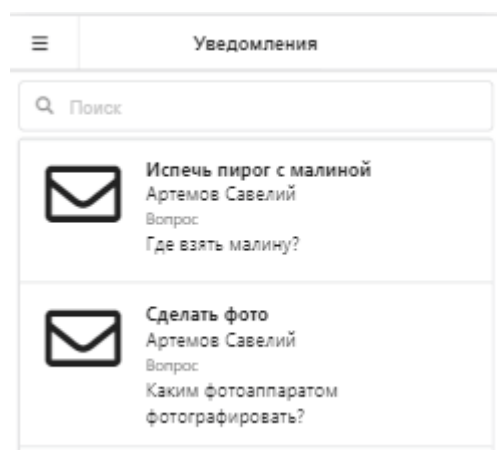 Уведомления
Поиск
Испечь пирог с малиной
Артемов Савелий
Вопрос
Где взять малину?
Сделать фото
Артемов Савелий
Вопрос
Каким фотоаппаратом
фотографировать?